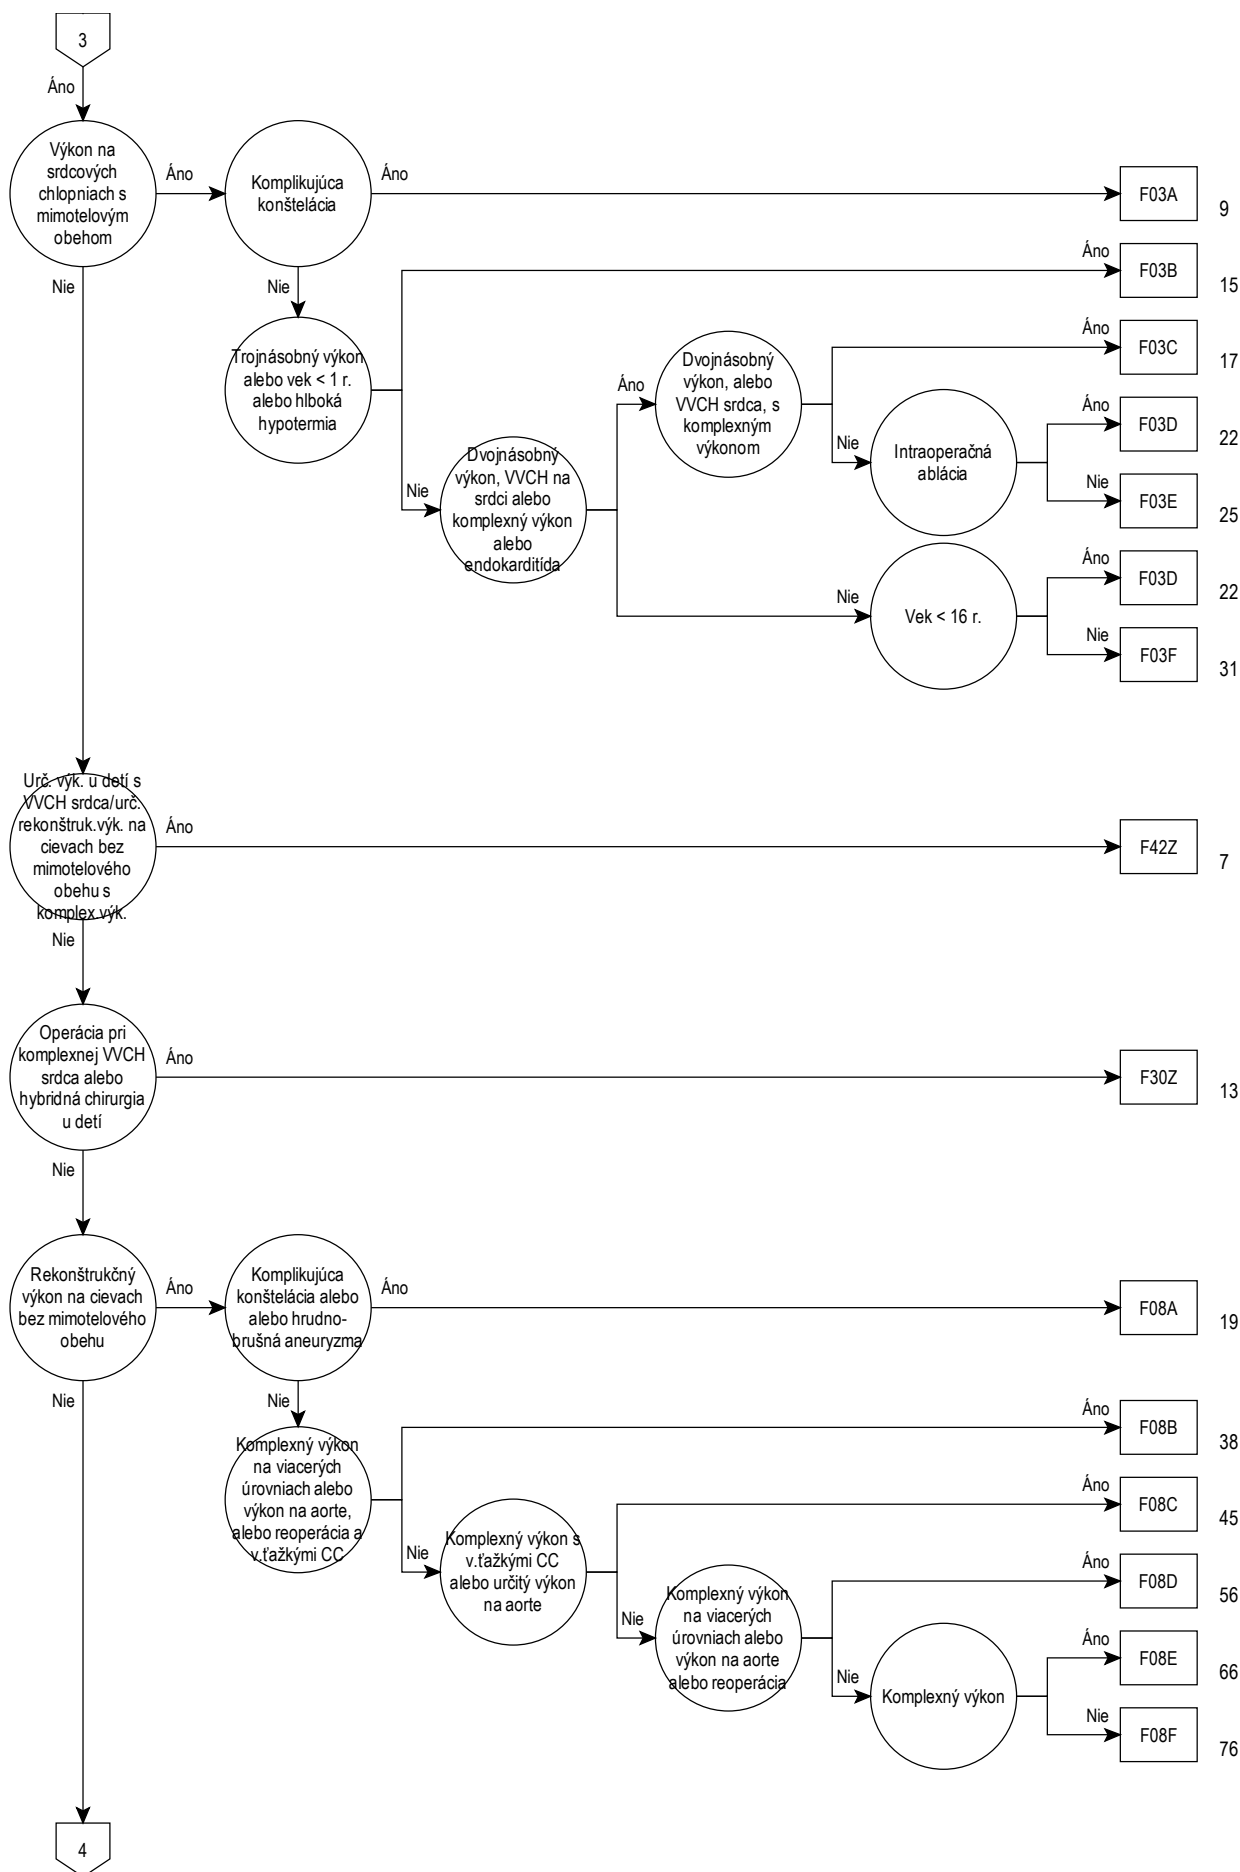 3
Áno
Výkon na
srdcových
chlopniach s
mimotelovým
obehom
Áno
Komplikujúca
konštelácia
Áno
F03A
9
Nie
Nie
Trojnásobný výkon
alebo vek < 1 r.
alebo hlboká
hypotermia
Áno
F03B
15
Nie
Dvojnásobný
výkon, VVCH na
srdci alebo
komplexný výkon
alebo
endokarditída
Áno
Dvojnásobný
výkon, alebo
VVCH srdca, s
komplexným
výkonom
Áno
F03C
17
Nie
Intraoperačná
ablácia
Áno
F03D
22
Nie
F03E
25
Nie
Vek < 16 r.
Áno
F03D
22
Nie
F03F
31
Urč. výk. u detí s
VVCH srdca/urč.
rekonštruk.výk. na
cievach bez
mimotelového
obehu s
komplex.výk.
Áno
F42Z
7
Nie
Operácia pri
komplexnej VVCH
srdca alebo
hybridná chirurgia
u detí
Áno
F30Z
13
Nie
Rekonštrukčný
výkon na cievach
bez mimotelového
obehu
Áno
Komplikujúca
konštelácia alebo
alebo hrudno-
brušná aneuryzma
Áno
F08A
19
Nie
Nie
Komplexný výkon
na viacerých
úrovniach alebo
výkon na aorte,
alebo reoperácia a
v.ťažkými CC
Áno
F08B
38
Nie
Komplexný výkon s
v.ťažkými CC
alebo určitý výkon
na aorte
Áno
F08C
45
Nie
Komplexný výkon
na viacerých
úrovniach alebo
výkon na aorte
alebo reoperácia
Áno
F08D
56
Nie
Komplexný výkon
Áno
F08E
66
Nie
F08F
76
4